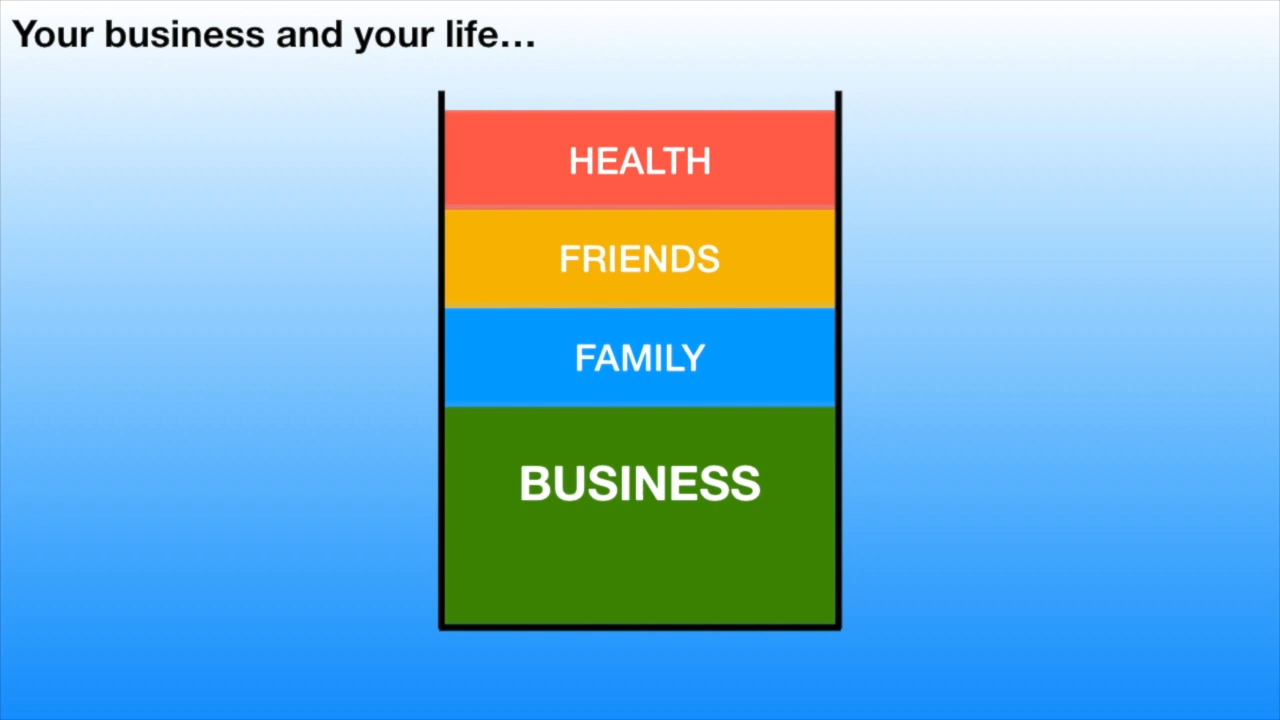 Your business and your life…
HEALTH
FRIENDS
FAMILY
BUSINESS